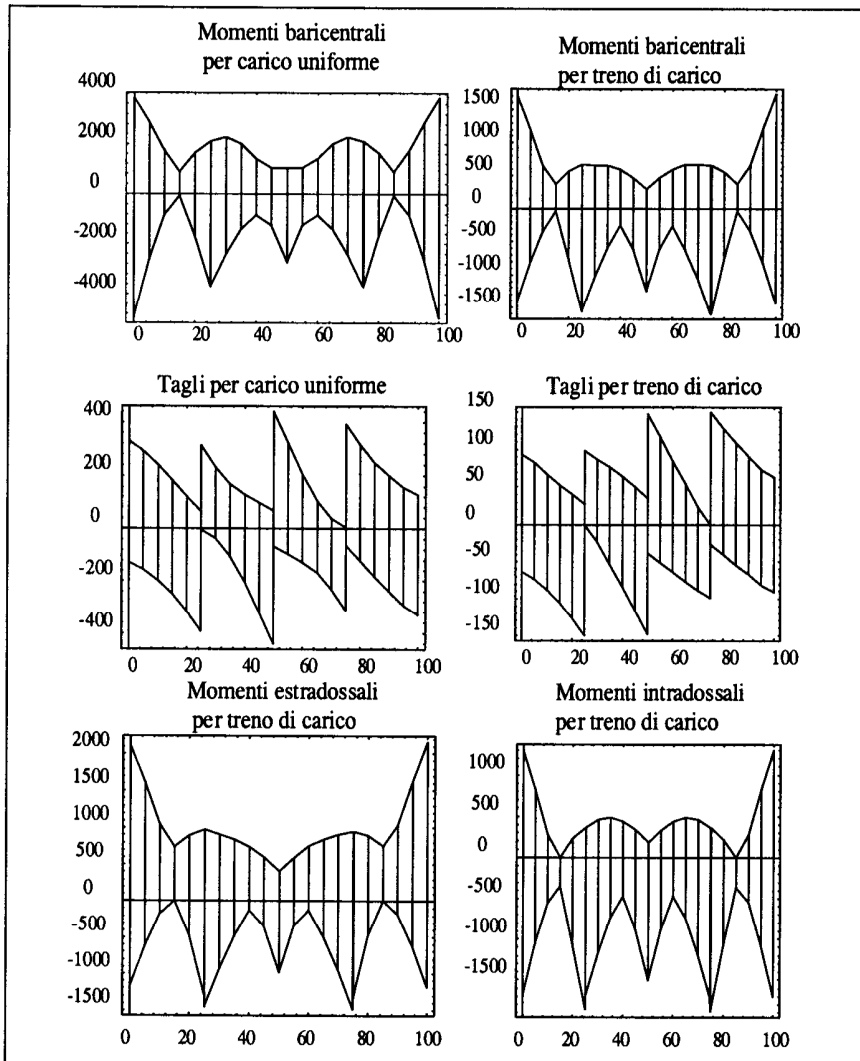 Momenti baricentrali
per carico uniforme
4000
2000
0
-2000
-4000
0 20 40 60 80 100
Momenti baricentrali
per treno di carico
1500
1000
500
0
-500
-1000
-1500
0 20 40 60 80 100
Tagli per carico uniforme
400
200
0
-200
-400
0 20 40 60 80 100
Tagli per treno di carico
150
100
50
0
-50
-100
-150
0 20 40 60 80 100
Momenti estradossali
per treno di carico
2000
1500
1000
500
0
-500
-1000
-1500
0 20 40 60 80 100
Momenti intradossali
per treno di carico
1000
500
0
-500
-1000
-1500
0 20 40 60 80 100